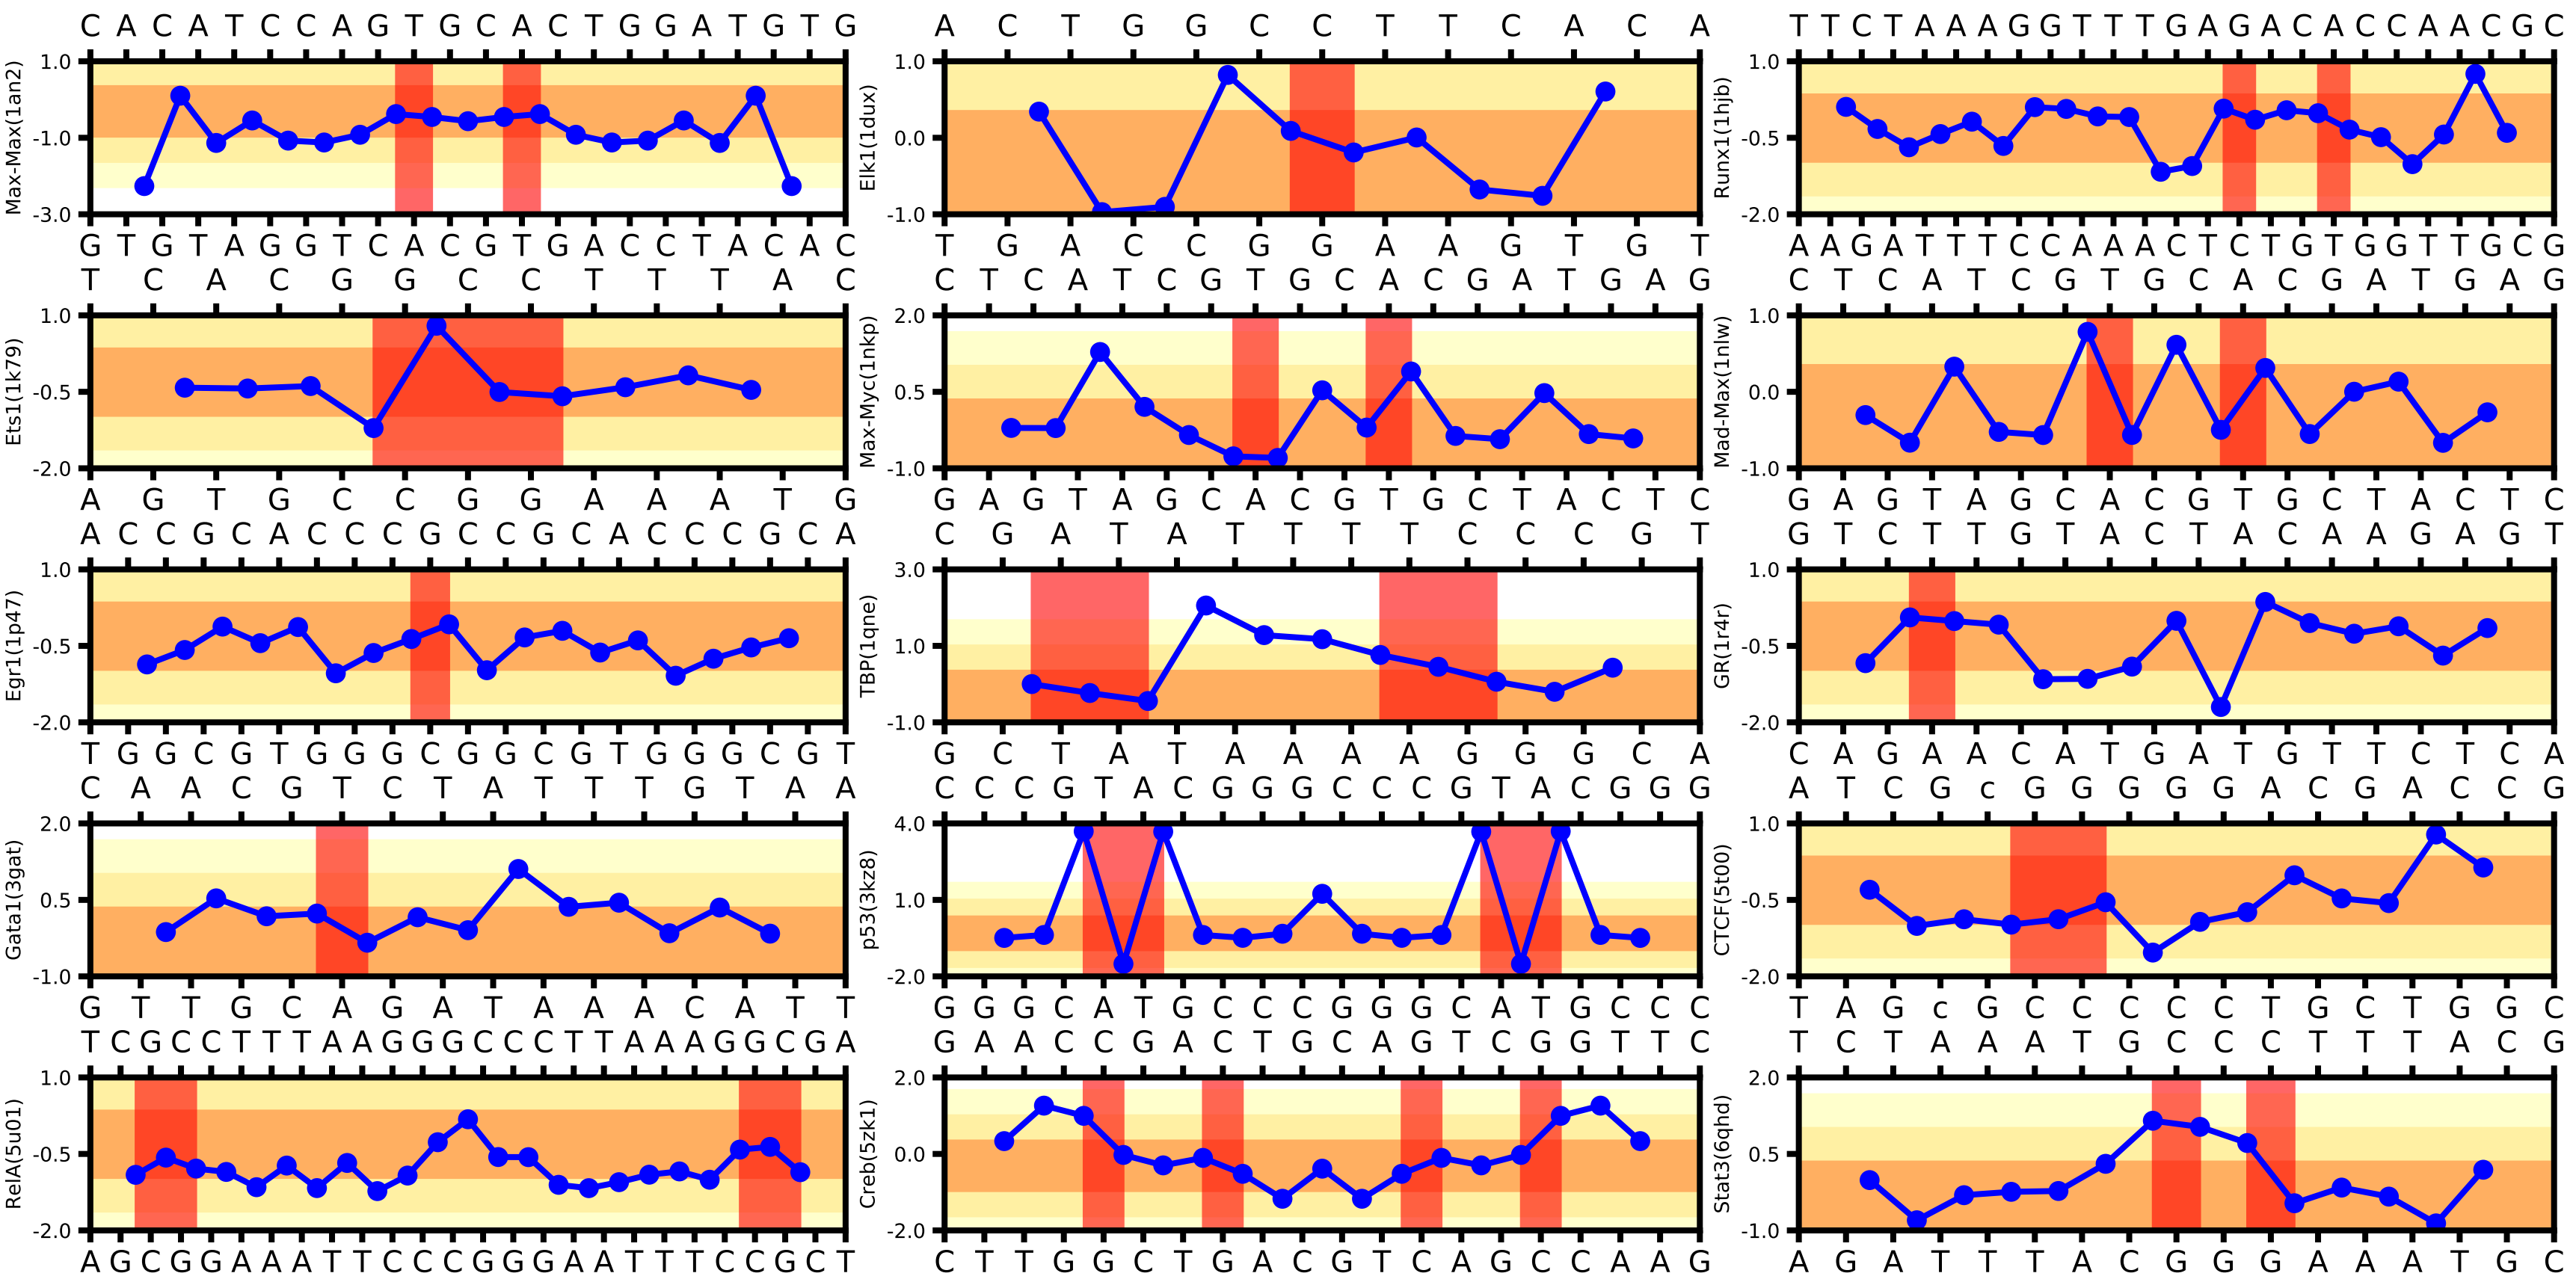 C A C A T C C A G T G C A C T G G A T G T G
Max-Max(1an2)
1.0
-1.0
-3.0
G T G T A G G T C A C G T G A C C T A C A C
A C T G G C C T T C A C A
Elk1(1dux)
1.0
0.0
-1.0
T G A C C G G A A G T G T
T T C T A A A G G T T T G A G A C A C C A A C G C
Runx1(1hjb)
1.0
-0.5
-2.0
A A G A T T T C C A A A C T C T G T G G T T G C G
T C A C G G C C T T T A C
Ets1(1k79)
1.0
-0.5
-2.0
A G T G C C G G A A A T G
C T C A T C G T G C A C G A T G A G
Max-Myc(1nkp)
2.0
0.5
-1.0
G A G T A G C A C G T G C T A C T C
C T C A T C G T G C A C G A T G A G
Mad-Max(1nlw)
1.0
0.0
-1.0
G A G T A G C A C G T G C T A C T C
A C C G C A C C C G C C G C A C C C G C A
Egr1(1p47)
1.0
-0.5
-2.0
T G G C G T G G G C G G C G T G G G C G T
C G A T A T T T T C C C G T
TBP(1qne)
3.0
1.0
-1.0
G C T A T A A A A G G G C A
G T C T T G T A C T A C A A G A G T
GR(1r4r)
1.0
-0.5
-2.0
C A G A A C A T G A T G T T C T C A
C A A C G T C T A T T T G T A A
Gata1(3gat)
2.0
0.5
-1.0
G T T G C A G A T A A A C A T T
C C C G T A C G G G C C C G T A C G G G
p53(3kz8)
4.0
1.0
-2.0
G G G C A T G C C C G G G C A T G C C C
A T C G c G G G G G A C G A C C G
CTCF(5t00)
1.0
-0.5
-2.0
T A G c G C C C C C T G C T G G C
T C G C C T T T A A G G G C C C T T A A A G G C G A
RelA(5u01)
1.0
-0.5
-2.0
A G C G G A A A T T C C C G G G A A T T T C C G C T
G A A C C G A C T G C A G T C G G T T C
Creb(5zk1)
2.0
0.0
-2.0
C T T G G C T G A C G T C A G C C A A G
T C T A A A T G C C C T T T A C G
Stat3(6qhd)
2.0
0.5
-1.0
A G A T T T A C G G G A A A T G C